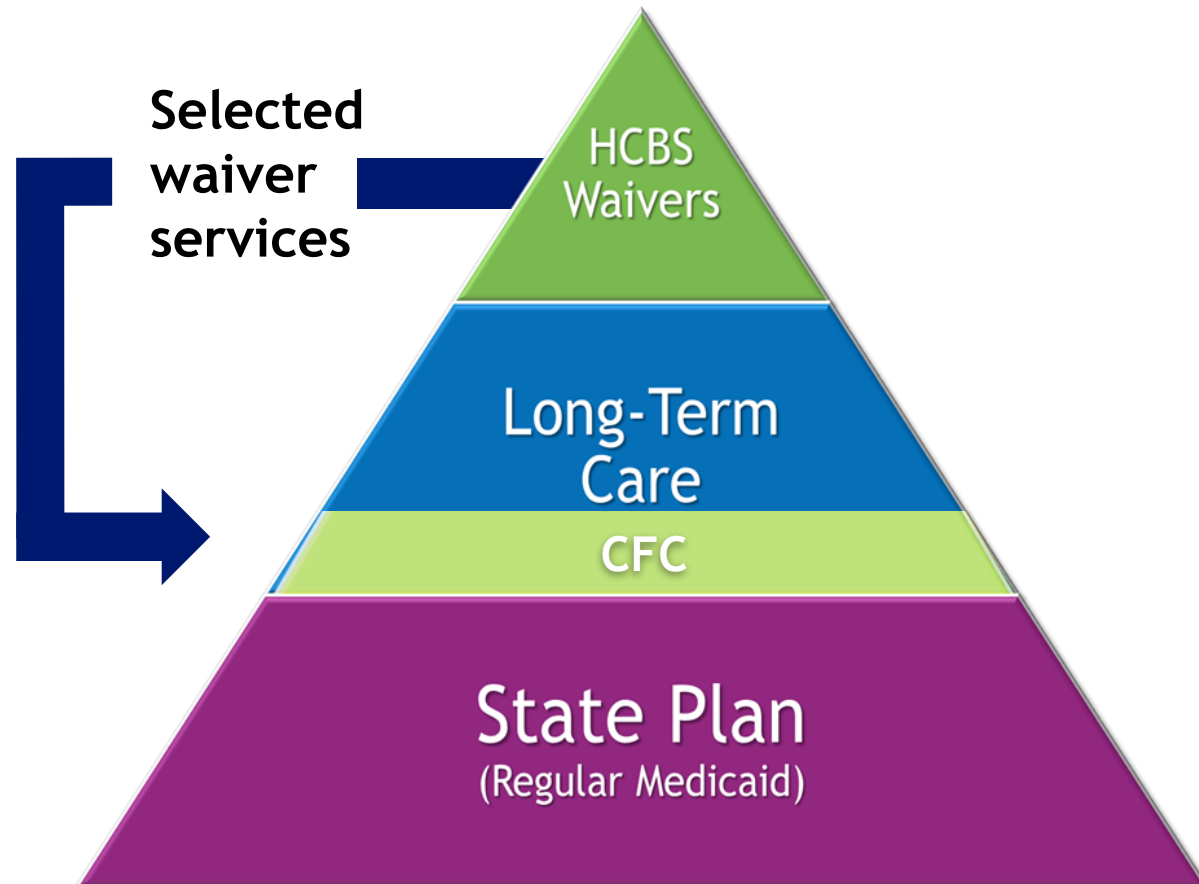 Selected
waiver
services
HCBS
Waivers
Long-Term
Care
CFC
State Plan
(Regular Medicaid)